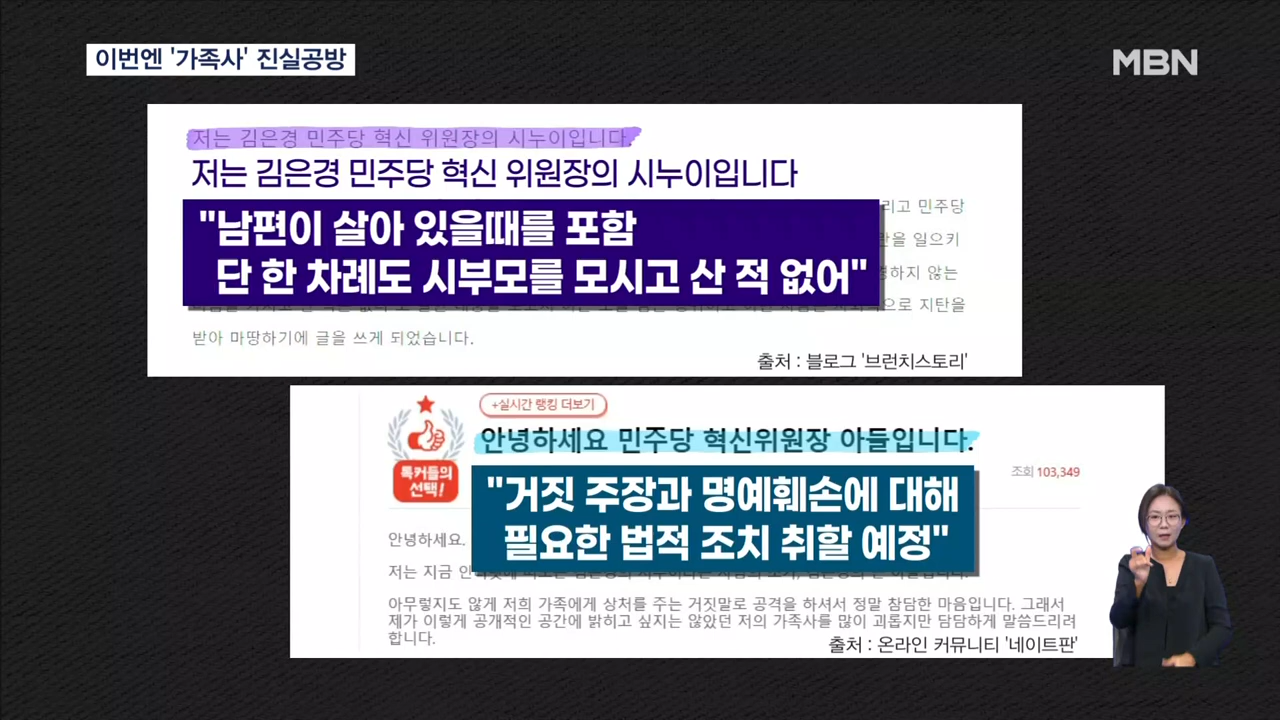 이번엔 '가족사' 진실공방
MBN
저는 김은경 민주당 혁신 위원장의 시누이입니다.
저는 김은경 민주당 혁신 위원장의 시누이입니다
리고 민주당
"남편이 살아 있을때를 포함
을 일으키
단 한 차례도 시부모를 모시고 산 적 없어"
하지 않는
으로 지탄을
받아 마땅하기에 글을 쓰게 되었습니다.
출처 : 블로그 '브런치스토리'
+실시간 랭킹 더보기
안녕하세요 민주당 혁신위원장 아들입니다.
톡커들의
선택!
조회 103,349
"거짓 주장과 명예훼손에 대해
필요한 법적 조치 취할 예정"
안녕하세요.
저는 지금
아무렇지도 않게 저희 가족에게 상처를 주는 거짓말로 공격을 하셔서 정말 참담한 마음입니다. 그래서
제가 이렇게 공개적인 공간에 밝히고 싶지는 않았던 저의 가족사를 많이 괴롭지만 담담하게 말씀드리려
합니다.
출처 : 온라인 커뮤니티 '네이트판'